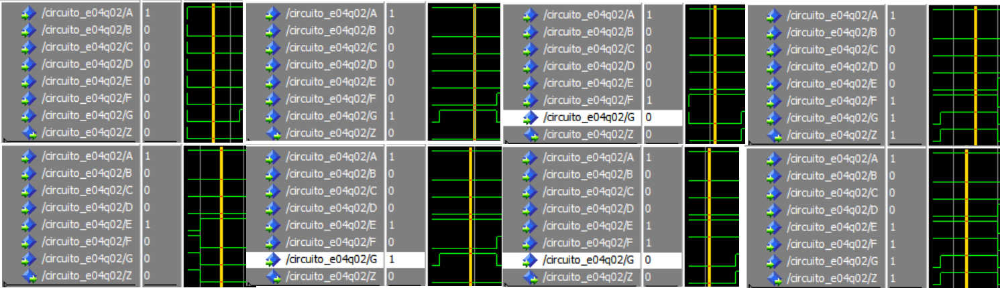 /circuito_e04q02/A 1
/circuito_e04q02/B 0
/circuito_e04q02/C 0
/circuito_e04q02/D 0
/circuito_e04q02/E 0
/circuito_e04q02/F 0
/circuito_e04q02/G 0
/circuito_e04q02/Z 0
/circuito_e04q02/A 1
/circuito_e04q02/B 0
/circuito_e04q02/C 0
/circuito_e04q02/D 0
/circuito_e04q02/E 0
/circuito_e04q02/F 0
/circuito_e04q02/G 1
/circuito_e04q02/Z 0
/circuito_e04q02/A 1
/circuito_e04q02/B 0
/circuito_e04q02/C 0
/circuito_e04q02/D 0
/circuito_e04q02/E 0
/circuito_e04q02/F 1
/circuito_e04q02/G 0
/circuito_e04q02/Z 0
/circuito_e04q02/A 1
/circuito_e04q02/B 0
/circuito_e04q02/C 0
/circuito_e04q02/D 0
/circuito_e04q02/E 0
/circuito_e04q02/F 1
/circuito_e04q02/G 1
/circuito_e04q02/Z 1
/circuito_e04q02/A 1
/circuito_e04q02/B 0
/circuito_e04q02/C 0
/circuito_e04q02/D 0
/circuito_e04q02/E 1
/circuito_e04q02/F 0
/circuito_e04q02/G 0
/circuito_e04q02/Z 0
/circuito_e04q02/A 1
/circuito_e04q02/B 0
/circuito_e04q02/C 0
/circuito_e04q02/D 0
/circuito_e04q02/E 1
/circuito_e04q02/F 0
/circuito_e04q02/G 1
/circuito_e04q02/Z 0
/circuito_e04q02/A 1
/circuito_e04q02/B 0
/circuito_e04q02/C 0
/circuito_e04q02/D 0
/circuito_e04q02/E 1
/circuito_e04q02/F 1
/circuito_e04q02/G 0
/circuito_e04q02/Z 0
/circuito_e04q02/A 1
/circuito_e04q02/B 0
/circuito_e04q02/C 0
/circuito_e04q02/D 0
/circuito_e04q02/E 1
/circuito_e04q02/F 1
/circuito_e04q02/G 1
/circuito_e04q02/Z 1